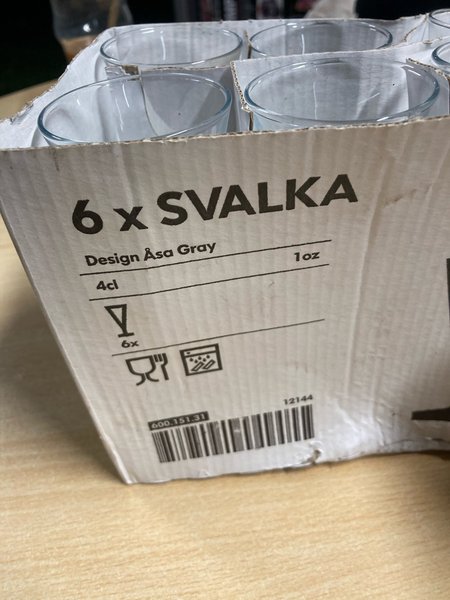 6 x SVALKA
Design Åsa Gray
4cl 1oz
6x
12144
600.151.31